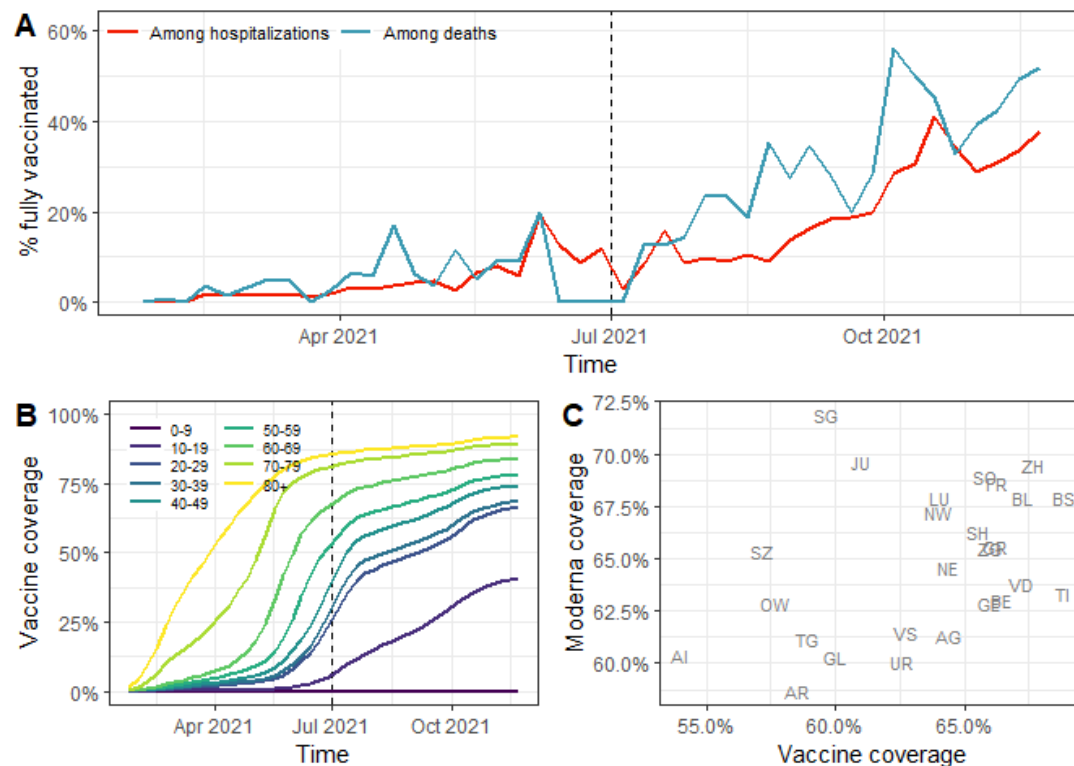 A
Among hospitalizations
Among deaths
60%
40%
20%
0%
% fully vaccinated
Apr 2021
Jul 2021
Oct 2021
Time
B
100%
75%
50%
25%
0%
Vaccine coverage
0-9
10-19
20-29
30-39
40-49
50-59
60-69
70-79
80+
Apr 2021
Jul 2021
Oct 2021
Time
C
72.5%
70.0%
67.5%
65.0%
62.5%
60.0%
Moderna coverage
SG
JU
ZH
SO
FR
LU
BL
BS
NW
SH
GR
SZ
NE
VD
TI
OW
BE
VS
AG
TG
GL
UR
AI
AR
55.0%
60.0%
65.0%
Vaccine coverage